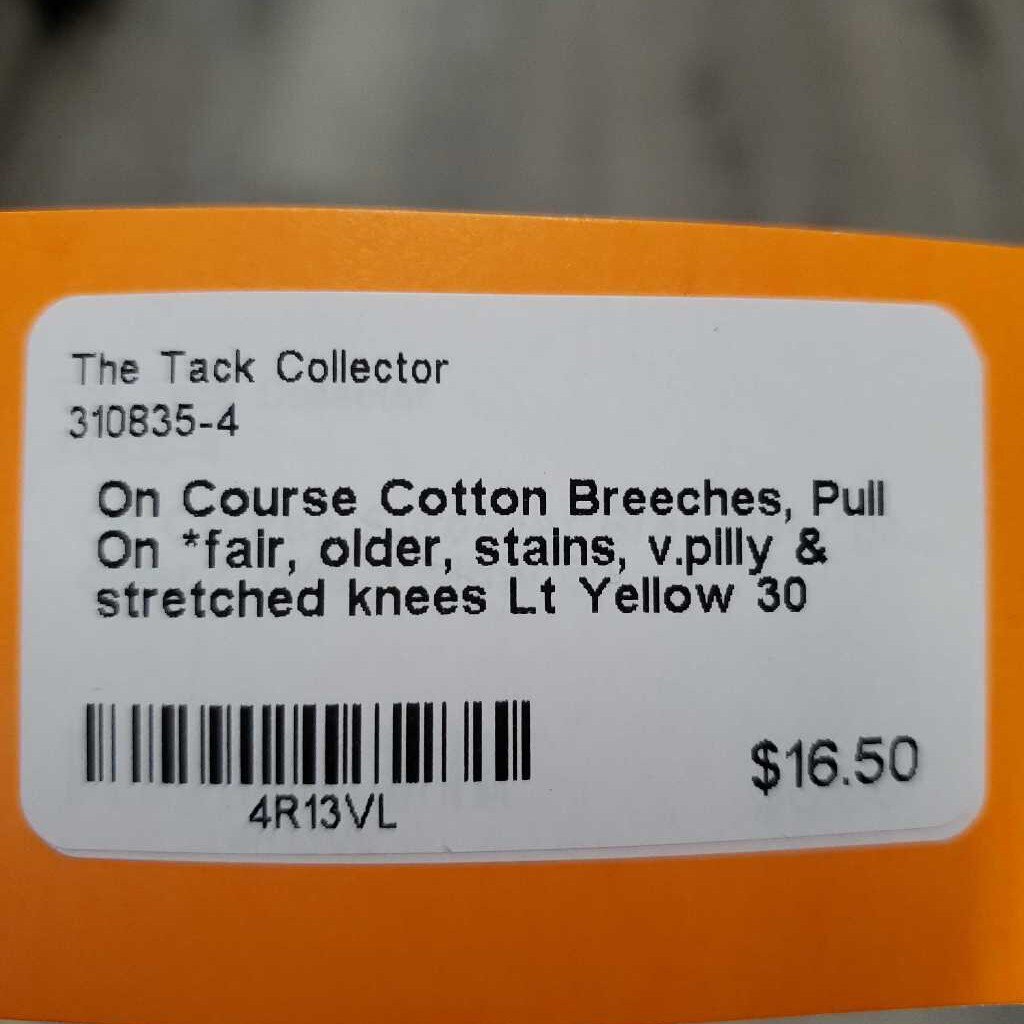 The Tack Collector
310835-4
On Course Cotton Breeches, Pull
On *fair, older, stains, v.pilly &
stretched knees Lt Yellow 30
4R13VL
$16.50